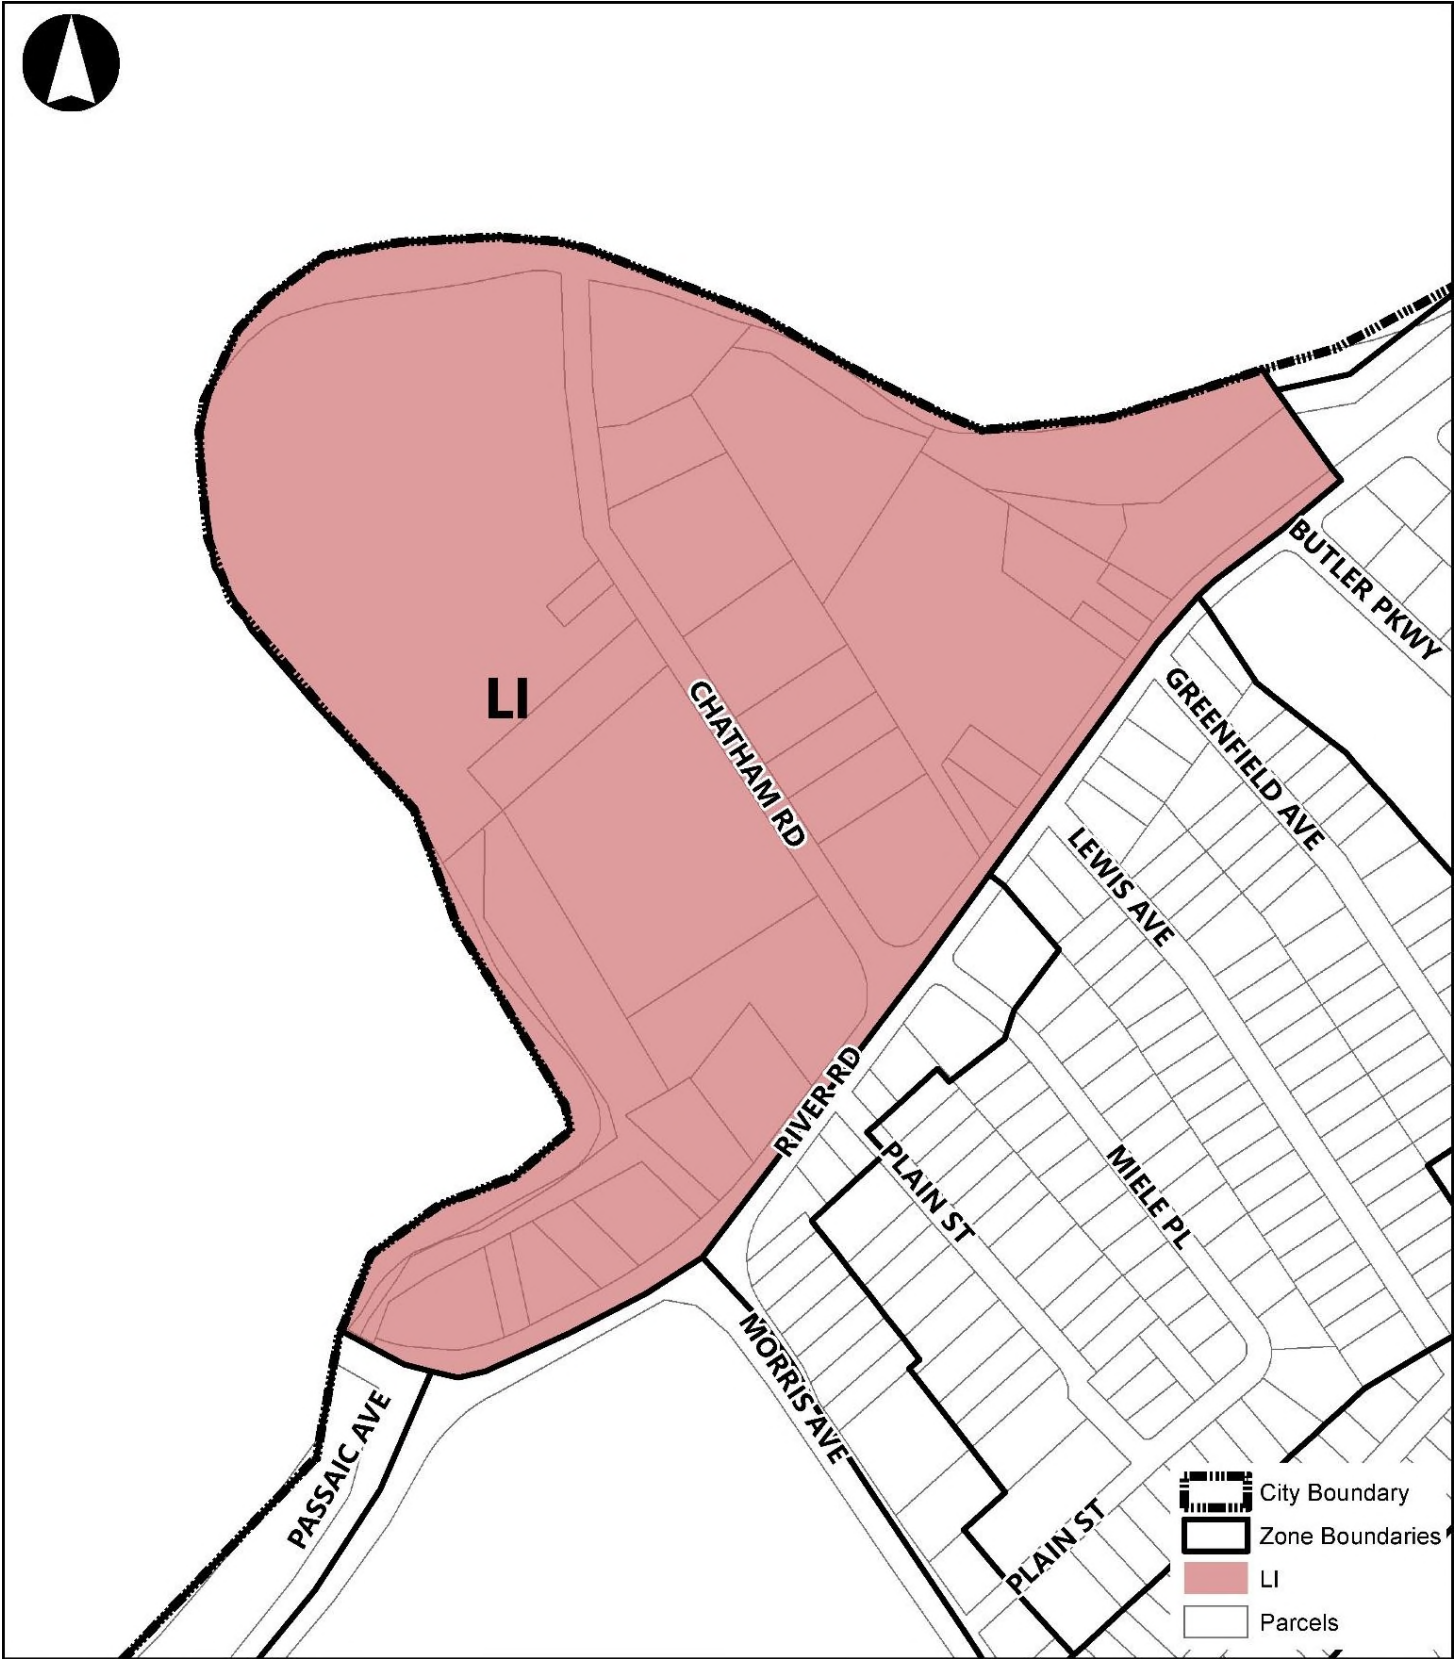 BUTLER PKWY
GREENFIELD AVE
LI
CHATHAM RD
LEWIS AVE
RIVER RD
PLAIN ST
MIELE PL
MORRIS AVE
PASSAIC AVE
PLAIN ST
City Boundary
Zone Boundaries
LI
Parcels